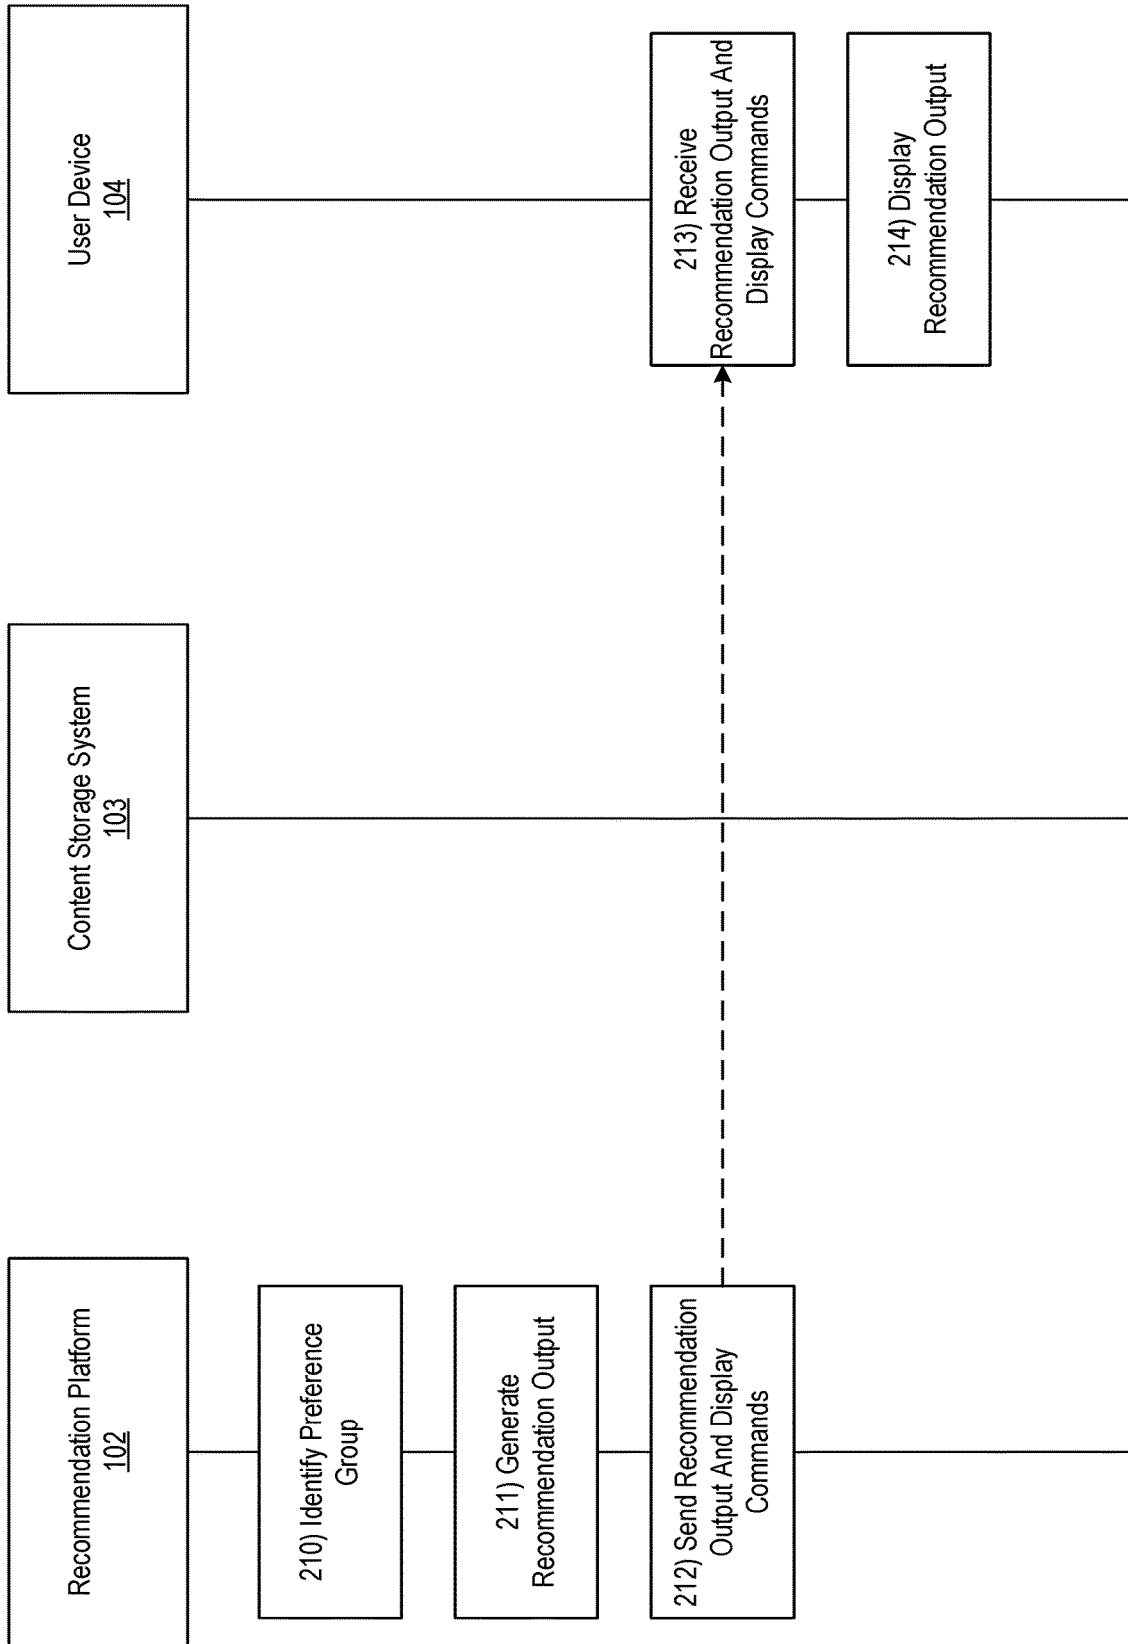 Recommendation Platform
102
Content Storage System
103
User Device
104
210) Identify Preference
Group
211) Generate
Recommendation Output
212) Send Recommendation
Output And Display
Commands
213) Receive
Recommendation Output And
Display Commands
214) Display
Recommendation Output